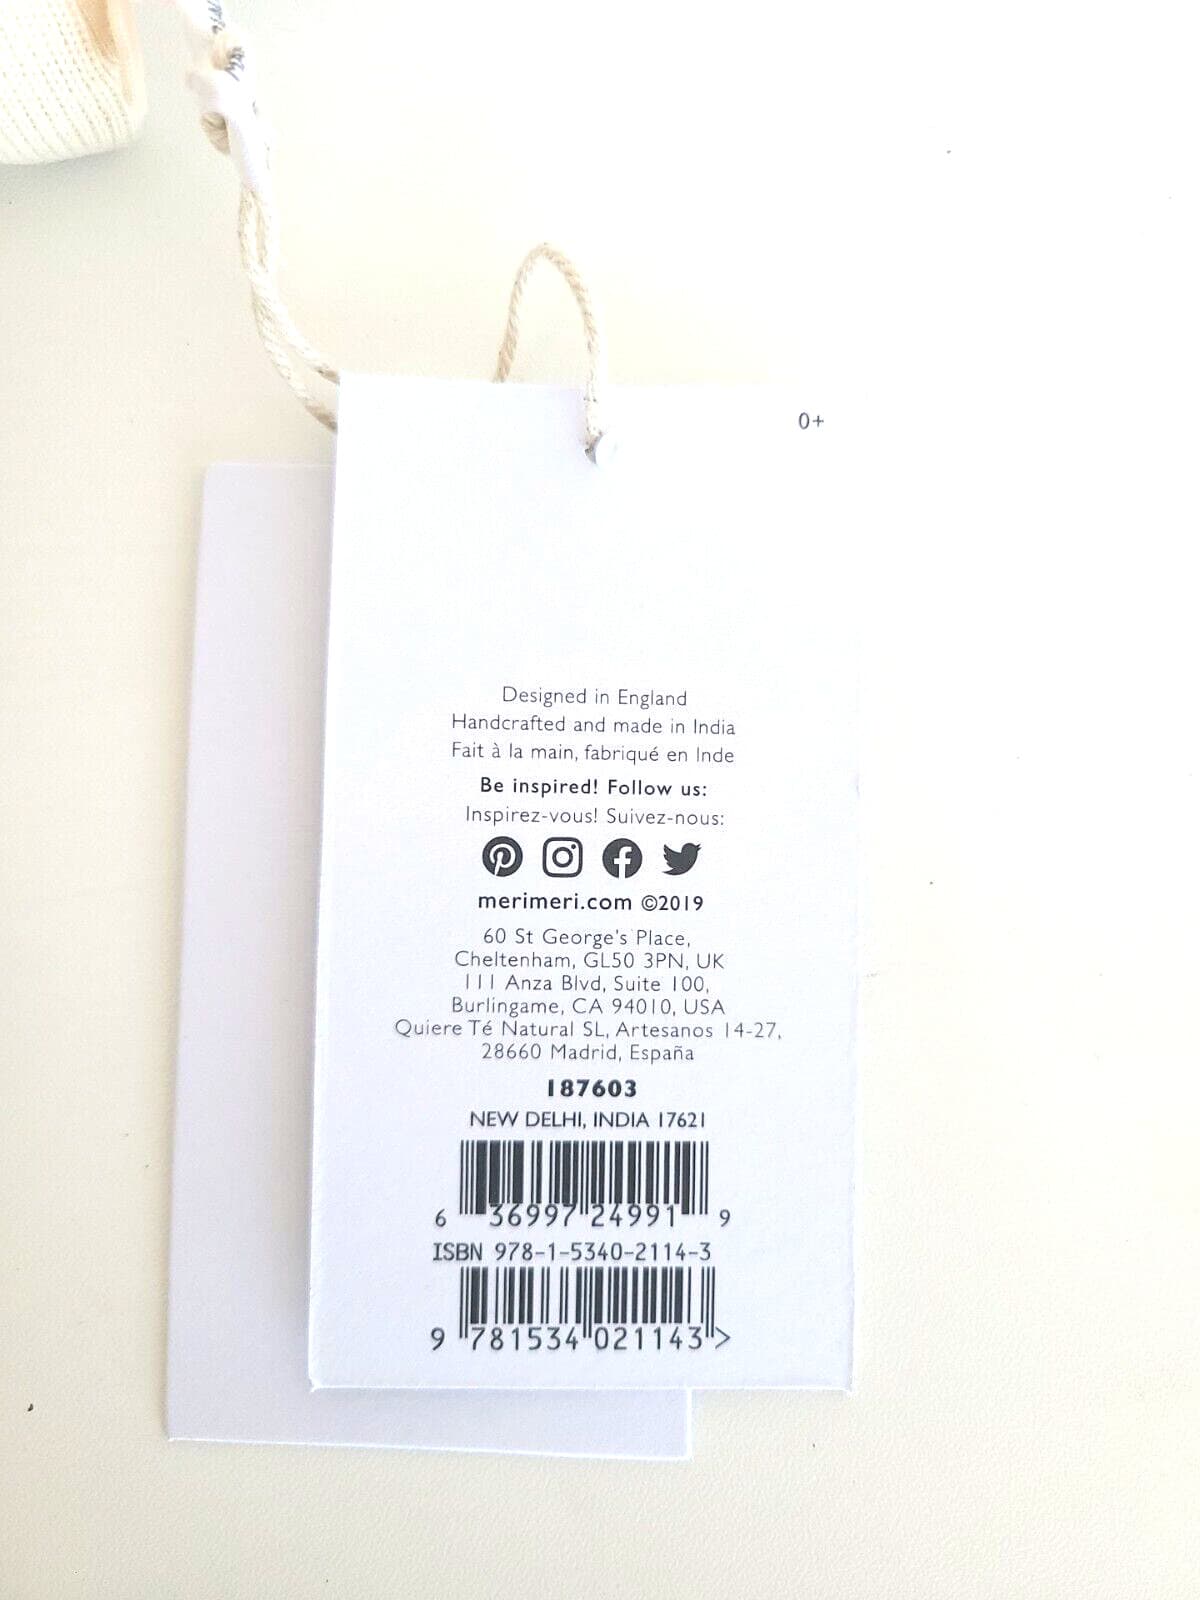 0+
Designed in England
Handcrafted and made in India
Fait à la main, fabriqué en Inde
Be inspired! Follow us:
Inspirez-vous! Suivez-nous:
merimeri.com ©2019
60 St George's Place,
Cheltenham, GL50 3PN, UK
111 Anza Blvd, Suite 100,
Burlingame, CA 94010, USA
Quiere Té Natural SL, Artesanos 14-27,
28660 Madrid, España
187603
NEW DELHI, INDIA 17621
6 36997 24991 9
ISBN 978-1-5340-2114-3
9 781534 021143 >